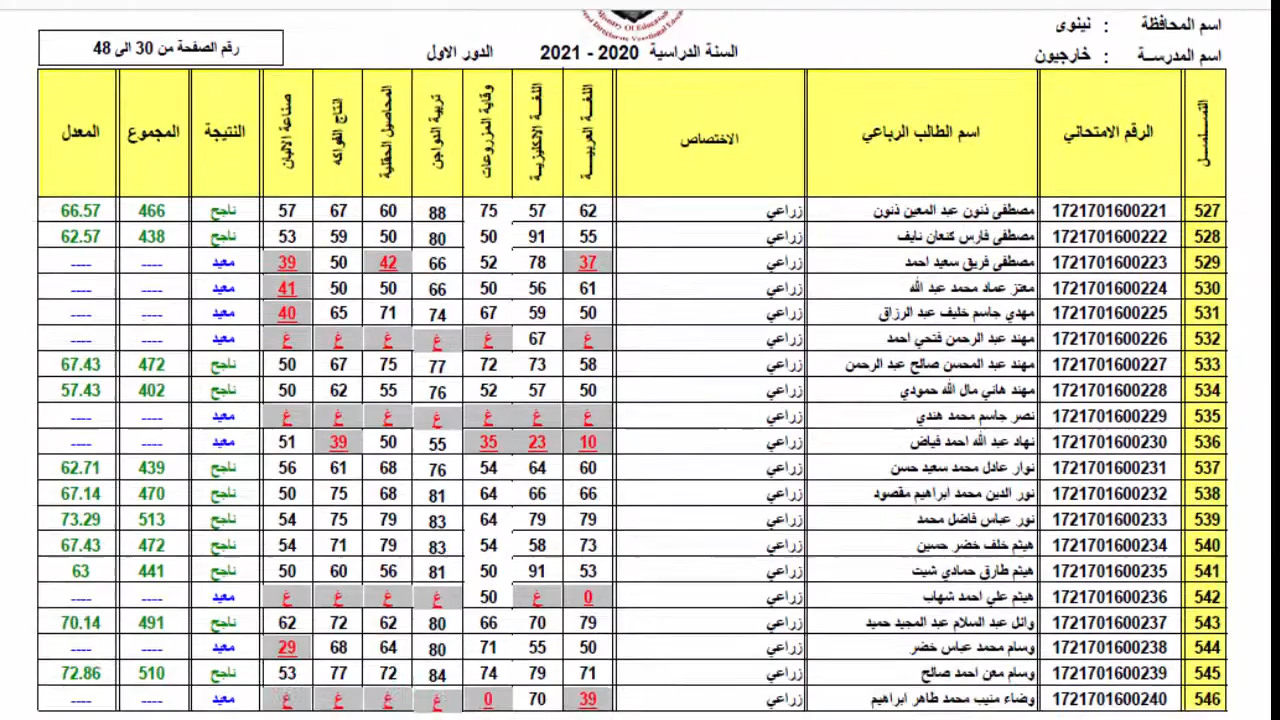 Ministry Of Education
اسم المحافظة : نينوى
اسم المدرسة : خارجيون
السنة الدراسية 2020 - 2021 الدور الاول
رقم الصفحة من 30 الى 48
التسلسل الرقم الامتحاني اسم الطالب الرباعي الاختصاص اللغة العربية اللغة الانكليزية وقاية المزروعات تربية الدواجن المحاصيل الحقلية انتاج الفواكه صناعة الالبان النتيجة المجموع المعدل
527 1721701600221 مصطفى ذنون عبد المعين ذنون زراعي 62 57 75 88 60 67 57 ناجح 466 66.57
528 1721701600222 مصطفى فارس كنعان نايف زراعي 55 91 50 80 50 59 53 ناجح 438 62.57
529 1721701600223 مصطفى فريق سعيد احمد زراعي 37 78 52 66 42 50 39 معيد ---- ----
530 1721701600224 معتز عماد محمد عبد الله زراعي 61 56 50 66 50 50 41 معيد ---- ----
531 1721701600225 مهدي جاسم خليف عبد الرزاق زراعي 50 59 67 74 71 65 40 معيد ---- ----
532 1721701600226 مهند عبد الرحمن فتحي احمد زراعي غ 67 غ غ غ غ غ معيد ---- ----
533 1721701600227 مهند عبد المحسن صالح عبد الرحمن زراعي 58 73 72 77 75 67 50 ناجح 472 67.43
534 1721701600228 مهند هاني مال الله حمودي زراعي 50 57 52 76 55 62 50 ناجح 402 57.43
535 1721701600229 نصر جاسم محمد هندي زراعي غ غ غ غ غ غ غ معيد ---- ----
536 1721701600230 نهاد عبد الله احمد فياض زراعي 10 23 35 55 50 39 51 معيد ---- ----
537 1721701600231 نوار عادل محمد سعيد حسن زراعي 60 64 54 76 68 61 56 ناجح 439 62.71
538 1721701600232 نور الدين محمد ابراهيم مقصود زراعي 66 66 64 81 68 75 50 ناجح 470 67.14
539 1721701600233 نور عباس فاضل محمد زراعي 79 79 64 83 79 75 54 ناجح 513 73.29
540 1721701600234 هيثم خلف خضر حسين زراعي 73 58 54 83 79 71 54 ناجح 472 67.43
541 1721701600235 هيثم طارق حمادي شيت زراعي 53 91 50 81 56 60 50 ناجح 441 63
542 1721701600236 هيثم علي احمد شهاب زراعي 0 غ 50 غ غ غ غ معيد ---- ----
543 1721701600237 وائل عبد السلام عبد المجيد حميد زراعي 79 70 66 80 62 72 62 ناجح 491 70.14
544 1721701600238 وسام محمد عباس خضر زراعي 50 55 71 80 64 68 29 معيد ---- ----
545 1721701600239 وسام معن احمد صالح زراعي 71 79 74 84 72 77 53 ناجح 510 72.86
546 1721701600240 وضاء منيب محمد طاهر ابراهيم زراعي 39 70 0 غ غ غ غ معيد ---- ----